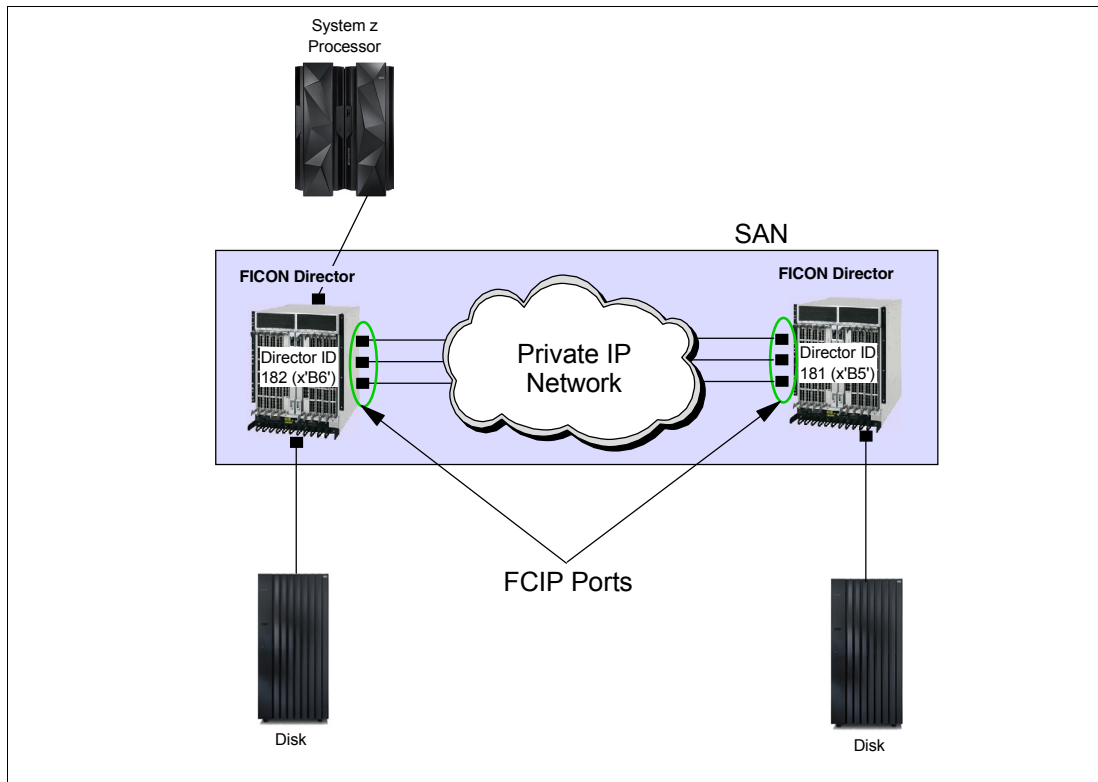 System z
Processor
SAN
FICON Director
FICON Director
Director ID
182 (x'B6')
Private IP
Network
Director ID
181 (x'B5')
FCIP Ports
Disk
Disk